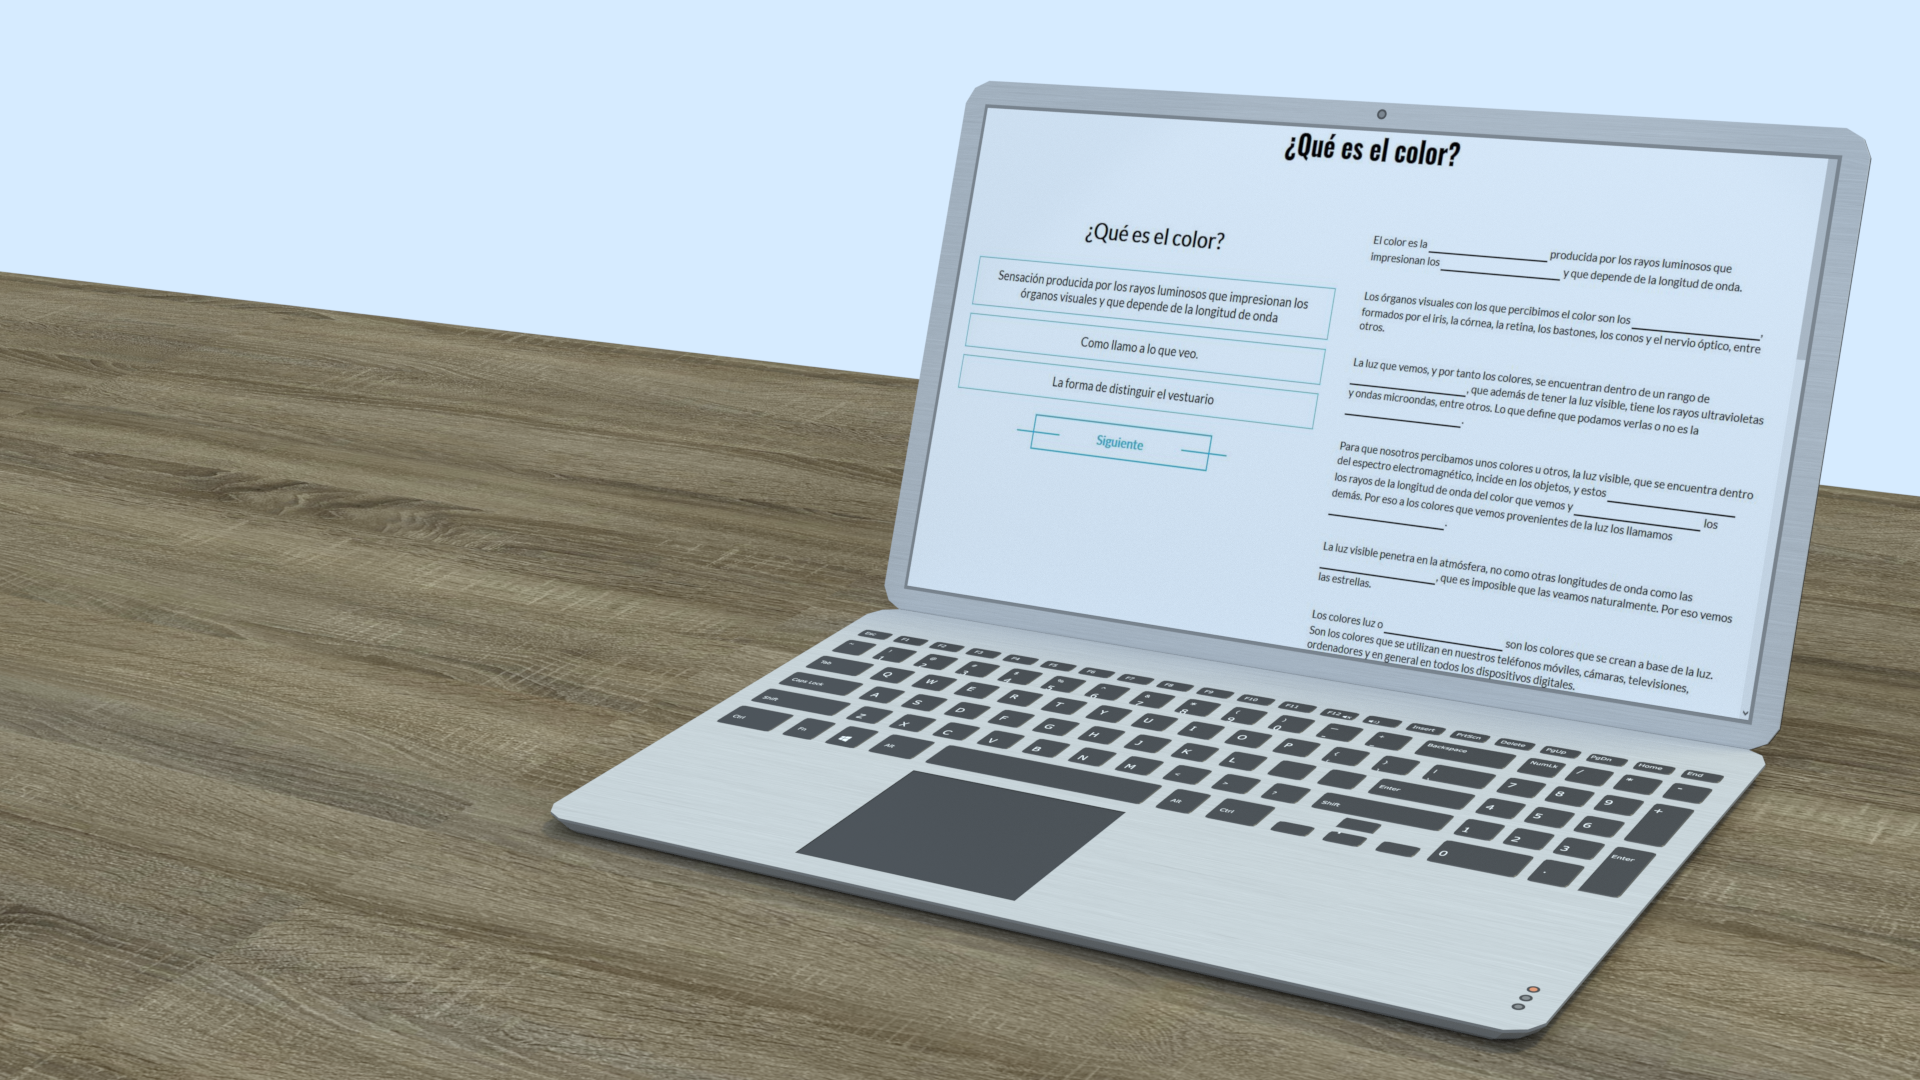 ¿Qué es el color?
¿Qué es el color?
Sensación producida por los rayos luminosos que impresionan los
órganos visuales y que depende de la longitud de onda
Como llamo a lo que veo.
La forma de distinguir el vestuario
Siguiente
El color es la ____________ producida por los rayos luminosos que
impresionan los ____________ y que depende de la longitud de onda.
Los órganos visuales con los que percibimos el color son los ____________,
formados por el iris, la córnea, la retina, los bastones, los conos y el nervio óptico, entre
otros.
La luz que vemos, y por tanto los colores, se encuentran dentro de un rango de
____________, que además de tener la luz visible, tiene los rayos ultravioletas
y ondas microondas, entre otros. Lo que define que podamos verlas o no es la
____________.
Para que nosotros percibamos unos colores u otros, la luz visible, que se encuentra dentro
del espectro electromagnético, incide en los objetos, y estos ____________
los rayos de la longitud de onda del color que vemos y ____________ los
demás. Por eso a los colores que vemos provenientes de la luz los llamamos
____________.
La luz visible penetra en la atmósfera, no como otras longitudes de onda como las
____________, que es imposible que las veamos naturalmente. Por eso vemos
las estrellas.
Los colores luz o ____________ son los colores que se crean a base de la luz.
Son los colores que se utilizan en nuestros teléfonos móviles, cámaras, televisiones,
ordenadores y en general en todos los dispositivos digitales.
Esc F1 F2 F3 F4 F5 F6 F7 F8 F9 F10 F11 F12 Insert PrtScn Delete PgUp PgDn Home End
Backspace NumLk / * -
Tab Q W E R T Y U I O P 7 8 9 +
Caps Lock A S D F G H J K L Enter 4 5 6
Shift Z X C V B N M < > ? Shift 1 2 3 Enter
Ctrl Fn Alt Alt Ctrl 0 .